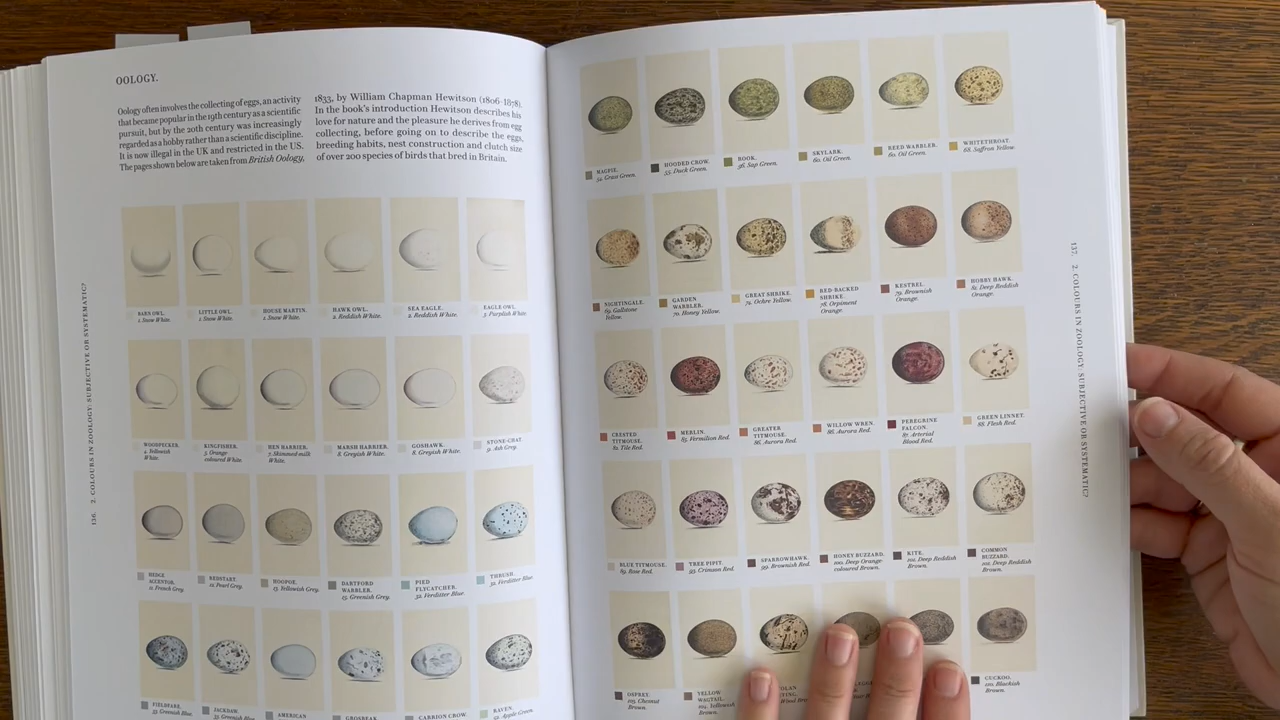 OOLOGY.
Oology often involves the collecting of eggs, an activity
that became popular in the 19th century as a scientific
pursuit, but by the 20th century was increasingly
regarded as a hobby rather than a scientific discipline.
It is now illegal in the UK and restricted in the US.
The pages shown below are taken from British Oology,
1833, by William Chapman Hewitson (1806-1878).
In the book's introduction Hewitson describes his
love for nature and the pleasure he derives from egg
collecting, before going on to describe the eggs,
breeding habits, nest construction and clutch size
of over 200 species of birds that bred in Britain.
BARN OWL.
1. Snow White.
LITTLE OWL.
1. Snow White.
HOUSE MARTIN.
1. Snow White.
HAWK OWL.
2. Reddish White.
SEA EAGLE.
2. Reddish White.
EAGLE OWL.
3. Purplish White.
WOODPECKER.
4. Yellowish
White.
KINGFISHER.
5. Orange
coloured White.
HEN HARRIER.
7. Skimmed-milk
White.
MARSH HARRIER.
8. Greyish White.
GOSHAWK.
8. Greyish White.
STONE-CHAT.
9. Ash Grey.
HEDGE
ACCENTOR.
11. French Grey.
REDSTART.
12. Pearl Grey.
HOOPOE.
13. Yellowish Grey.
DARTFORD
WARBLER.
15. Greenish Grey.
PIED
FLYCATCHER.
32. Verditter Blue.
THRUSH.
32. Verditter Blue.
FIELDFARE.
33. Greenish Blue.
JACKDAW.
33. Greenish Blue.
AMERICAN
GROSBEAK.
CARRION CROW.
RAVEN.
Apple Green.
136. 2. COLOURS IN ZOOLOGY: SUBJECTIVE OR SYSTEMATIC?
MAGPIE.
54. Grass Green.
HOODED CROW.
55. Duck Green.
ROOK.
56. Sap Green.
SKYLARK.
60. Oil Green.
REED WARBLER.
60. Oil Green.
WHITETHROAT.
68. Saffron Yellow.
NIGHTINGALE.
69. Gallstone
Yellow.
GARDEN
WARBLER.
70. Honey Yellow.
GREAT SHRIKE.
74. Ochre Yellow.
RED-BACKED
SHRIKE.
78. Orpiment
Orange.
KESTREL.
79. Brownish
Orange.
HOBBY HAWK.
81. Deep Reddish
Orange.
CRESTED
TITMOUSE.
82. Tile Red.
MERLIN.
85. Vermilion Red.
GREATER
TITMOUSE.
86. Aurora Red.
WILLOW WREN.
86. Aurora Red.
PEREGRINE
FALCON.
87. Arterial
Blood Red.
GREEN LINNET.
88. Flesh Red.
BLUE TITMOUSE.
89. Rose Red.
TREE PIPIT.
93. Crimson Red.
SPARROWHAWK.
99. Brownish Red.
HONEY BUZZARD.
100. Deep Orange-
coloured Brown.
KITE.
101. Deep Reddish
Brown.
COMMON
BUZZARD.
101. Deep Reddish
Brown.
OSPREY.
103. Chesnut
Brown.
YELLOW
WAGTAIL.
104. Yellowish
Brown.
CUCKOO.
110. Blackish
Brown.
137. 2. COLOURS IN ZOOLOGY: SUBJECTIVE OR SYSTEMATIC?